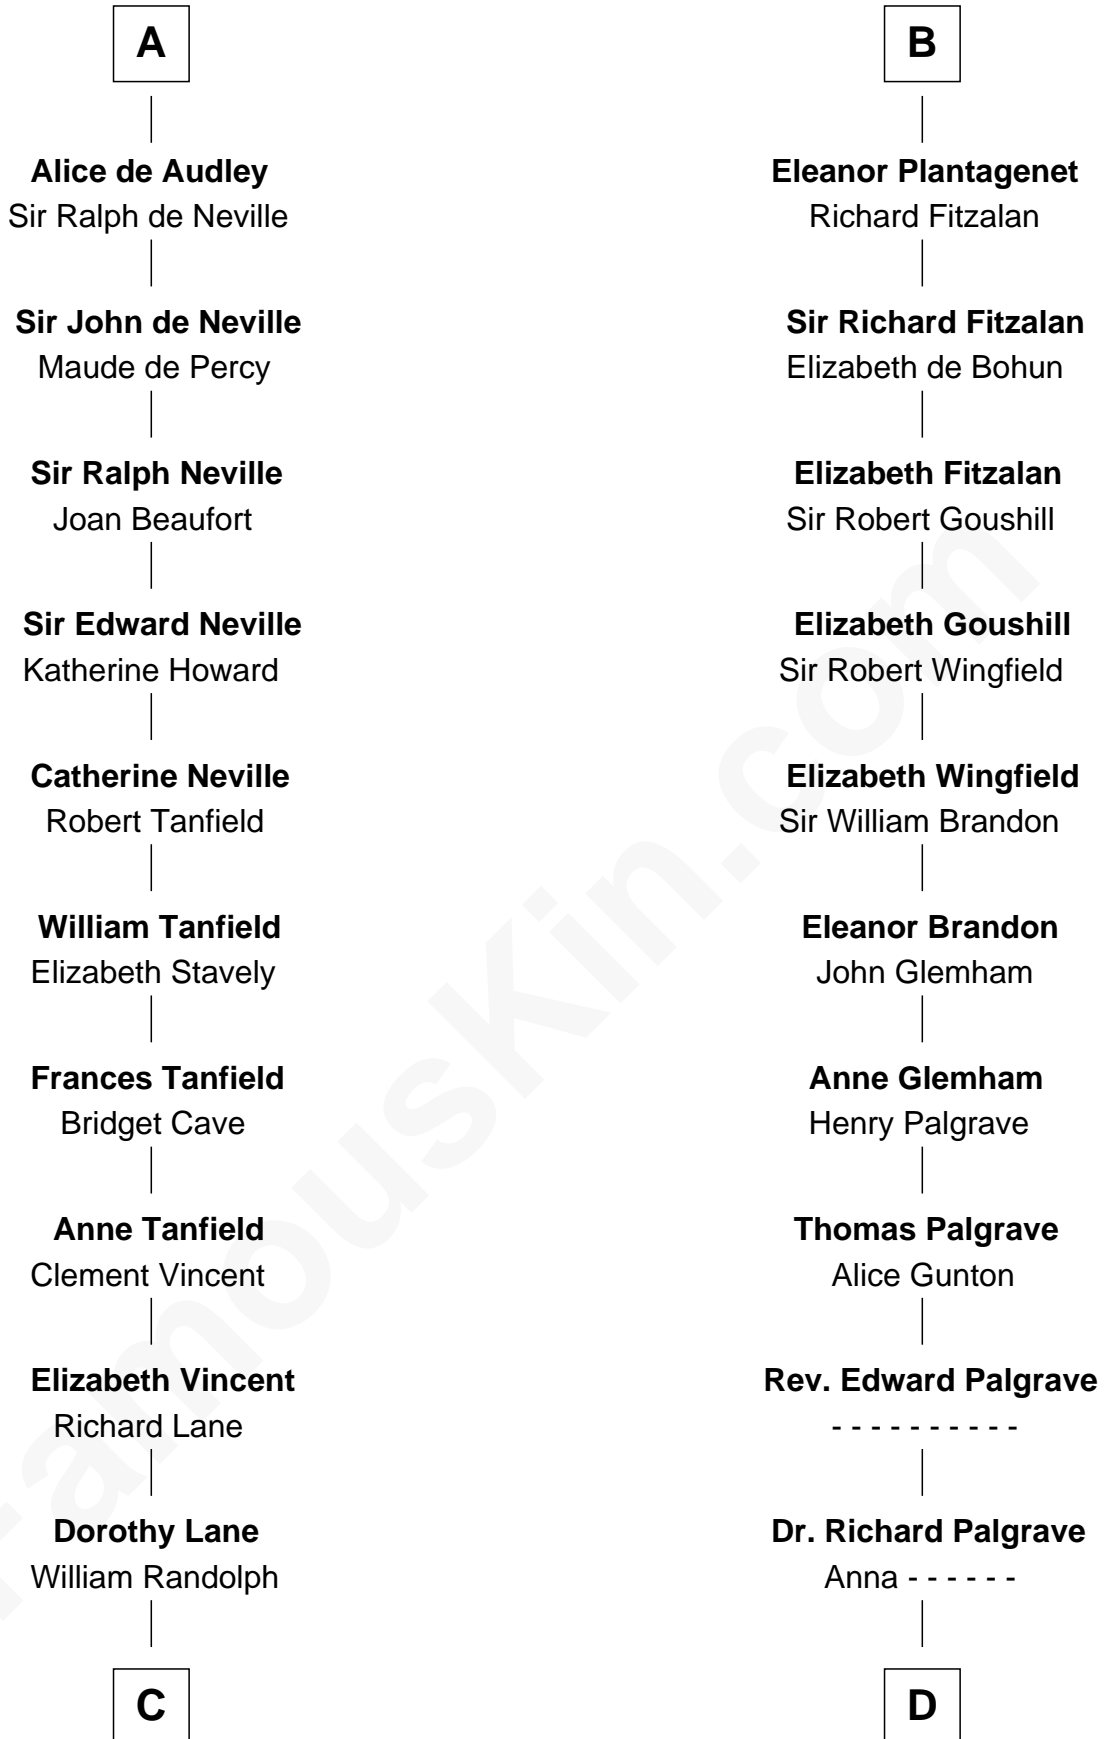 A
Alice de Audley
Sir Ralph de Neville
Sir John de Neville
Maude de Percy
Sir Ralph Neville
Joan Beaufort
Sir Edward Neville
Katherine Howard
Catherine Neville
Robert Tanfield
William Tanfield
Elizabeth Stavely
Frances Tanfield
Bridget Cave
Anne Tanfield
Clement Vincent
Elizabeth Vincent
Richard Lane
Dorothy Lane
William Randolph
C
B
Eleanor Plantagenet
Richard Fitzalan
Sir Richard Fitzalan
Elizabeth de Bohun
Elizabeth Fitzalan
Sir Robert Goushill
Elizabeth Goushill
Sir Robert Wingfield
Elizabeth Wingfield
Sir William Brandon
Eleanor Brandon
John Glemham
Anne Glemham
Henry Palgrave
Thomas Palgrave
Alice Gunton
Rev. Edward Palgrave
- - - - - - - - - -
Dr. Richard Palgrave
Anna - - - - - -
D
FamousKin.com